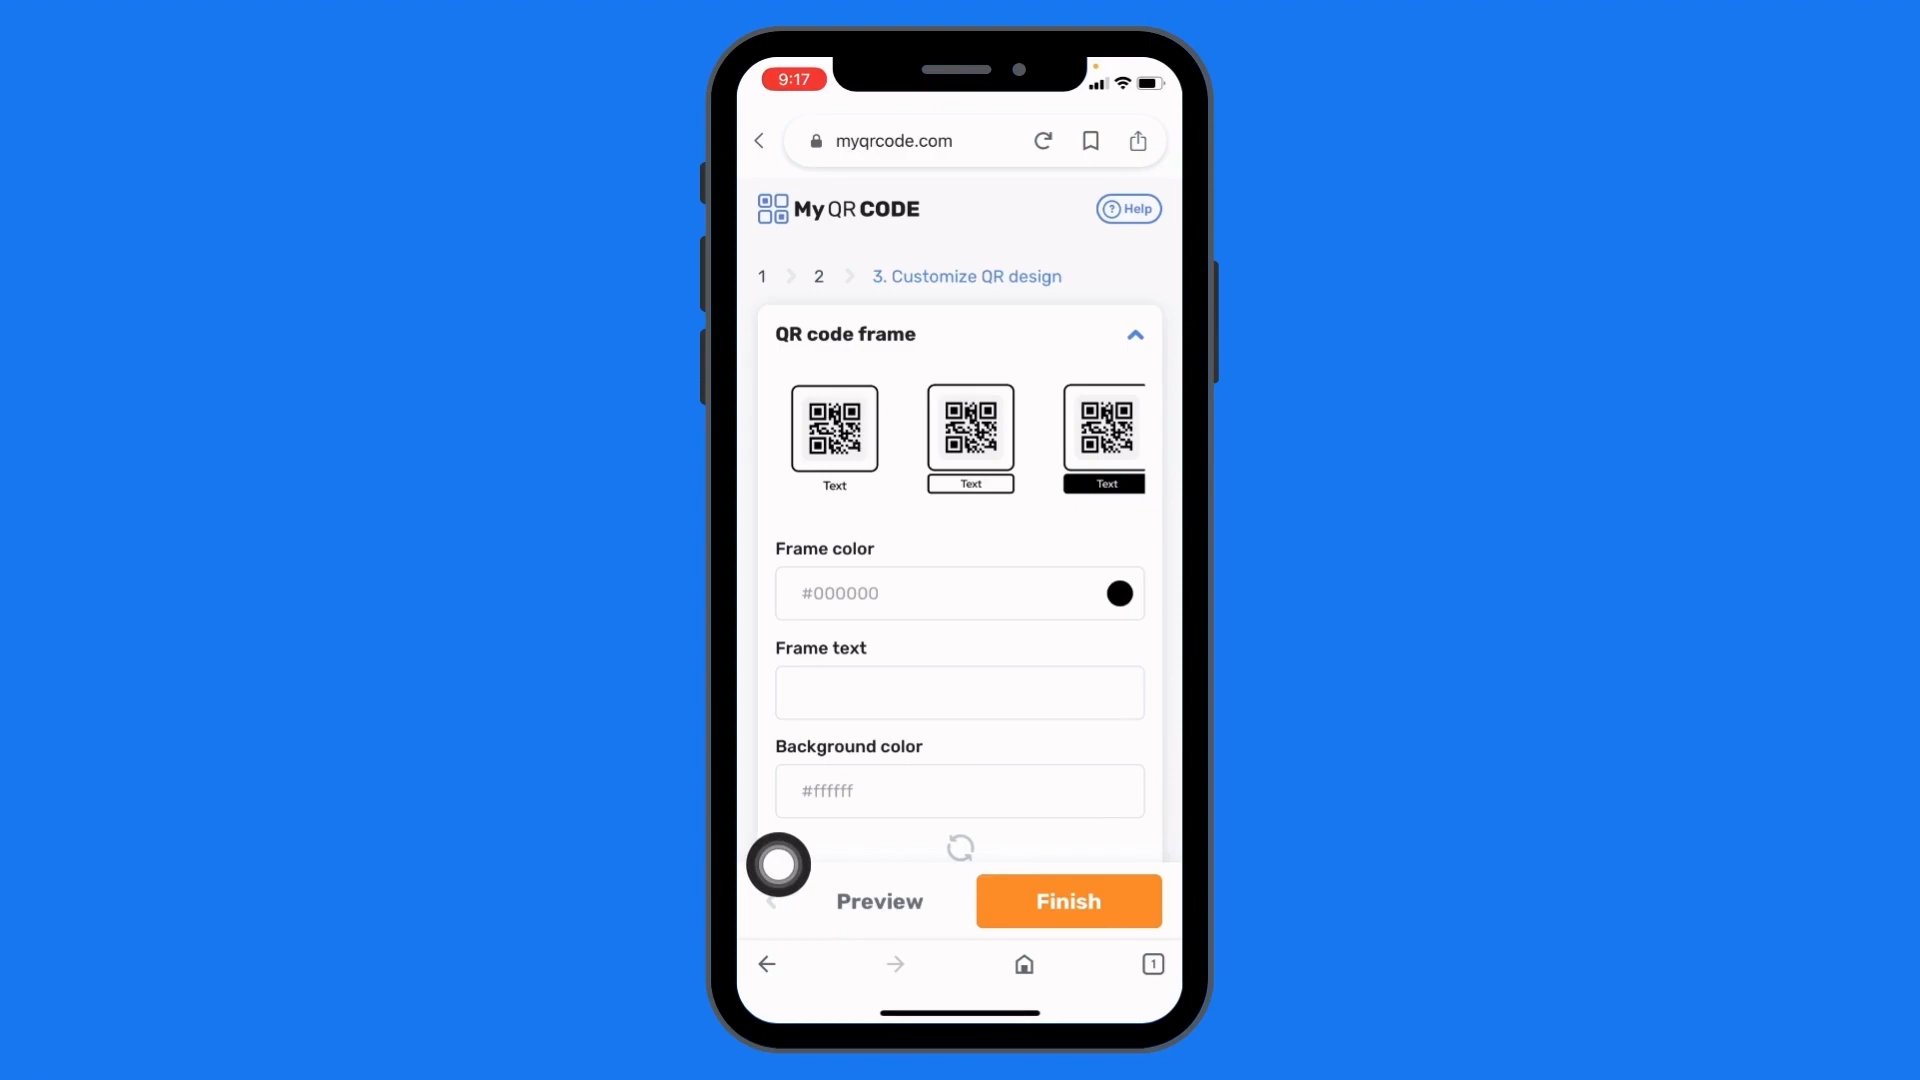 9:17
myqrcode.com
My QR CODE
? Help
1 2 3. Customize QR design
QR code frame
Text Text Text
Frame color
#000000
Frame text
Background color
#ffffff
Preview Finish
1